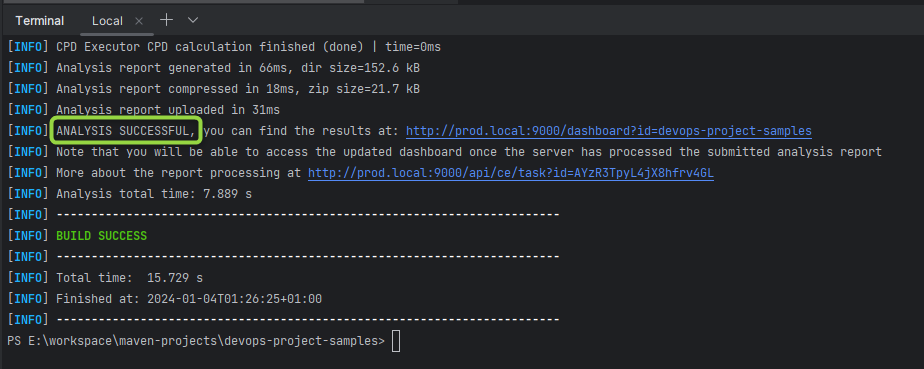 Terminal Local × +
[INFO] CPD Executor CPD calculation finished (done) | time=0ms
[INFO] Analysis report generated in 66ms, dir size=152.6 kB
[INFO] Analysis report compressed in 18ms, zip size=21.7 kB
[INFO] Analysis report uploaded in 31ms
[INFO] ANALYSIS SUCCESSFUL, you can find the results at: http://prod.local:9000/dashboard?id=devops-project-samples
[INFO] Note that you will be able to access the updated dashboard once the server has processed the submitted analysis report
[INFO] More about the report processing at http://prod.local:9000/api/ce/task?id=AYzR3TpyL4jX8hfrv4GL
[INFO] Analysis total time: 7.889 s
[INFO] ------------------------------------------------------------------------
[INFO] BUILD SUCCESS
[INFO] ------------------------------------------------------------------------
[INFO] Total time:  15.729 s
[INFO] Finished at: 2024-01-04T01:26:25+01:00
[INFO] ------------------------------------------------------------------------
PS E:\workspace\maven-projects\devops-project-samples>